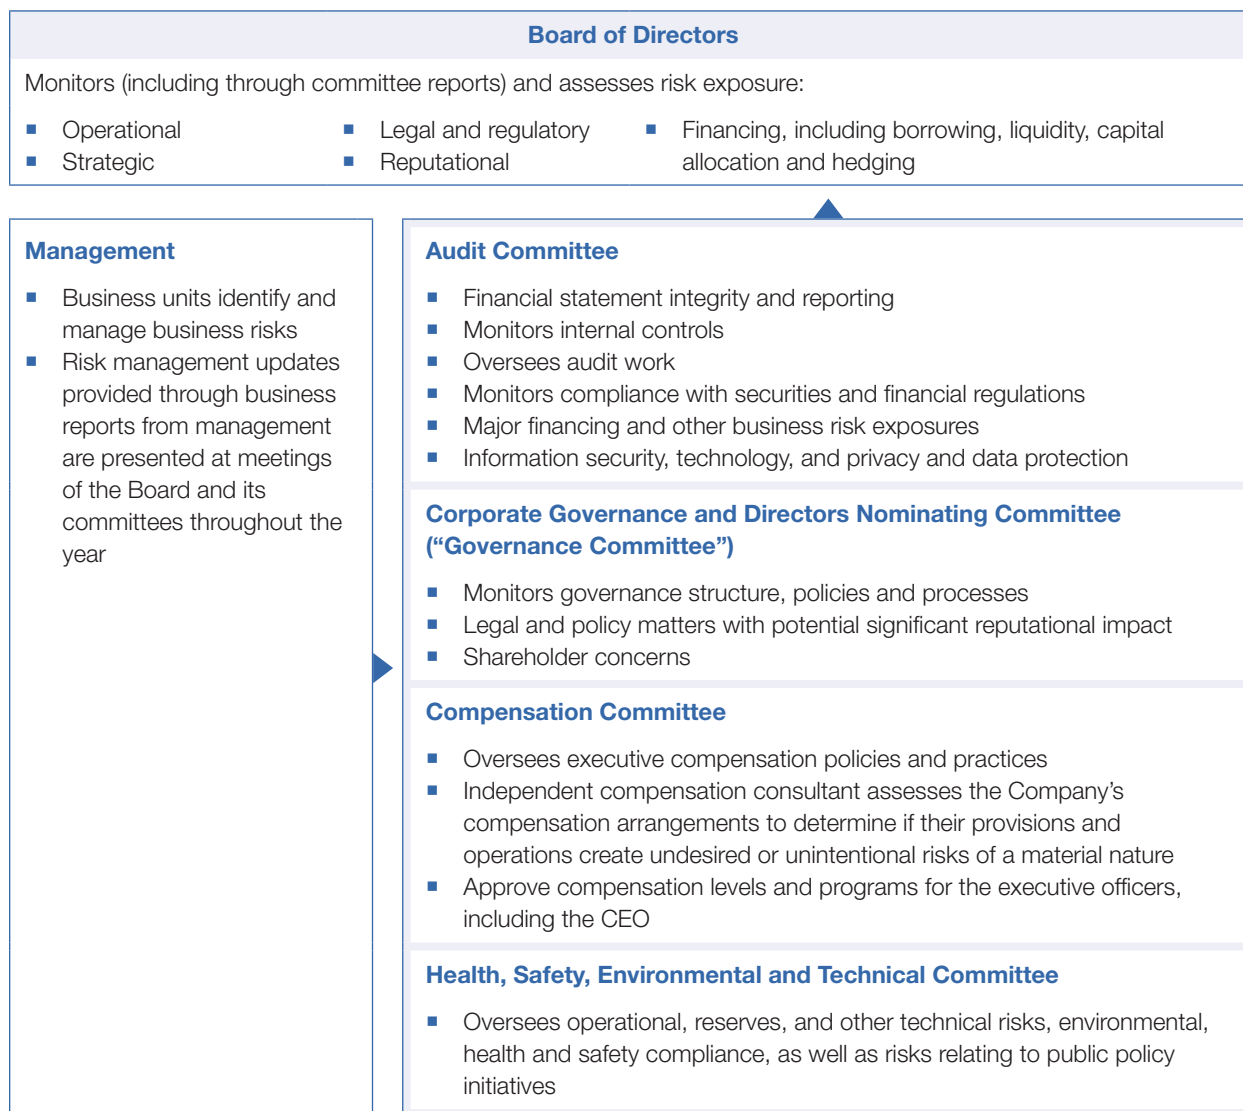 Board of Directors
Monitors (including through committee reports) and assesses risk exposure:
■ Operational
■ Strategic
■ Legal and regulatory
■ Reputational
■ Financing, including borrowing, liquidity, capital
allocation and hedging
Management
■ Business units identify and
manage business risks
■ Risk management updates
provided through business
reports from management
are presented at meetings
of the Board and its
committees throughout the
year
Audit Committee
■ Financial statement integrity and reporting
■ Monitors internal controls
■ Oversees audit work
■ Monitors compliance with securities and financial regulations
■ Major financing and other business risk exposures
■ Information security, technology, and privacy and data protection
Corporate Governance and Directors Nominating Committee
(“Governance Committee”)
■ Monitors governance structure, policies and processes
■ Legal and policy matters with potential significant reputational impact
■ Shareholder concerns
Compensation Committee
■ Oversees executive compensation policies and practices
■ Independent compensation consultant assesses the Company’s
compensation arrangements to determine if their provisions and
operations create undesired or unintentional risks of a material nature
■ Approve compensation levels and programs for the executive officers,
including the CEO
Health, Safety, Environmental and Technical Committee
■ Oversees operational, reserves, and other technical risks, environmental,
health and safety compliance, as well as risks relating to public policy
initiatives